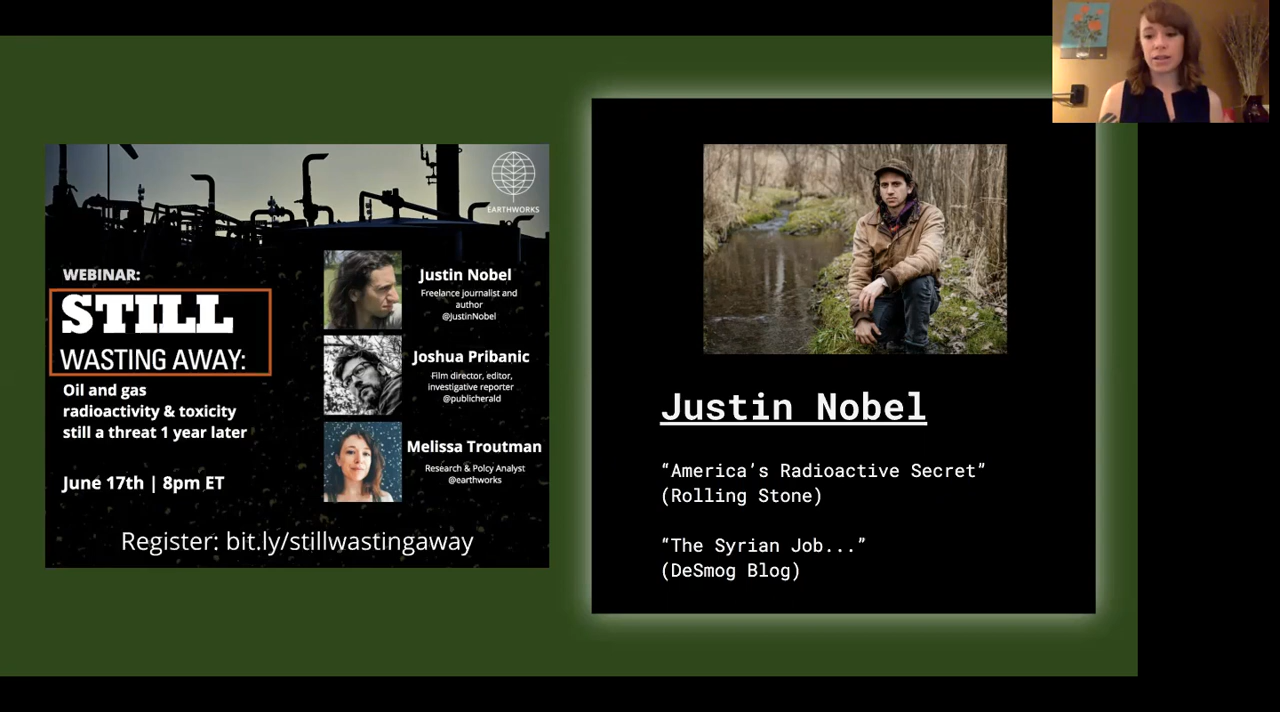 EARTHWORKS
WEBINAR:
STILL
WASTING AWAY:
Oil and gas
radioactivity & toxicity
still a threat 1 year later
June 17th | 8pm ET
Justin Nobel
Freelance journalist and
author
@JustinNobel
Joshua Pribanic
Film director, editor,
investigative reporter
@publicherald
Melissa Troutman
Research & Polcy Analyst
@earthworks
Register: bit.ly/stillwastingaway
Justin Nobel
“America’s Radioactive Secret”
(Rolling Stone)
“The Syrian Job...”
(DeSmog Blog)